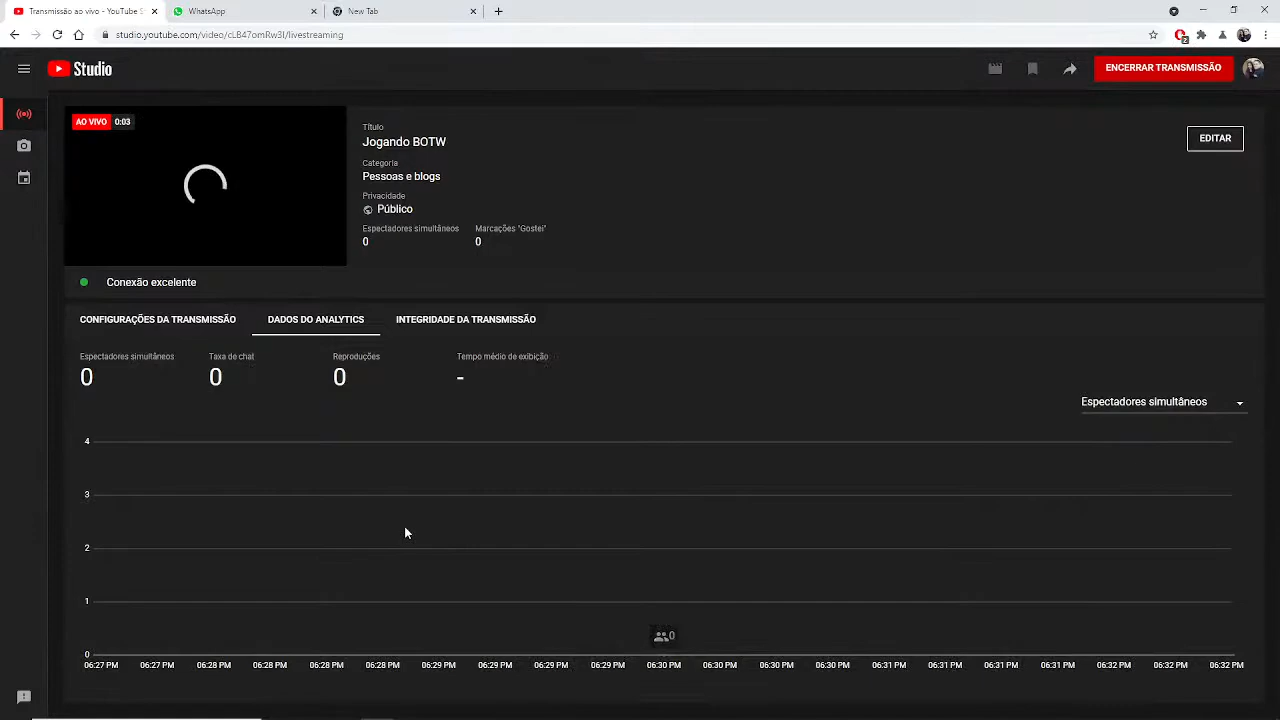 Transmissão ao vivo - YouTube S
WhatsApp
New Tab
studio.youtube.com/video/cL847omRw3I/livestreaming
2
Studio
ENCERRAR TRANSMISSÃO
AO VIVO 0:03
Título
Jogando BOTW
EDITAR
Categoria
Pessoas e blogs
Privacidade
Público
Espectadores simultâneos Marcações "Gostei"
0 0
Conexão excelente
CONFIGURAÇÕES DA TRANSMISSÃO DADOS DO ANALYTICS INTEGRIDADE DA TRANSMISSÃO
Espectadores simultâneos Taxa de chat Reproduções Tempo médio de exibição
0 0 0 -
Espectadores simultâneos
4
3
2
1
0
0
06:27 PM 06:27 PM 06:28 PM 06:28 PM 06:28 PM 06:28 PM 06:29 PM 06:29 PM 06:29 PM 06:29 PM 06:30 PM 06:30 PM 06:30 PM 06:30 PM 06:31 PM 06:31 PM 06:31 PM 06:31 PM 06:32 PM 06:32 PM 06:32 PM